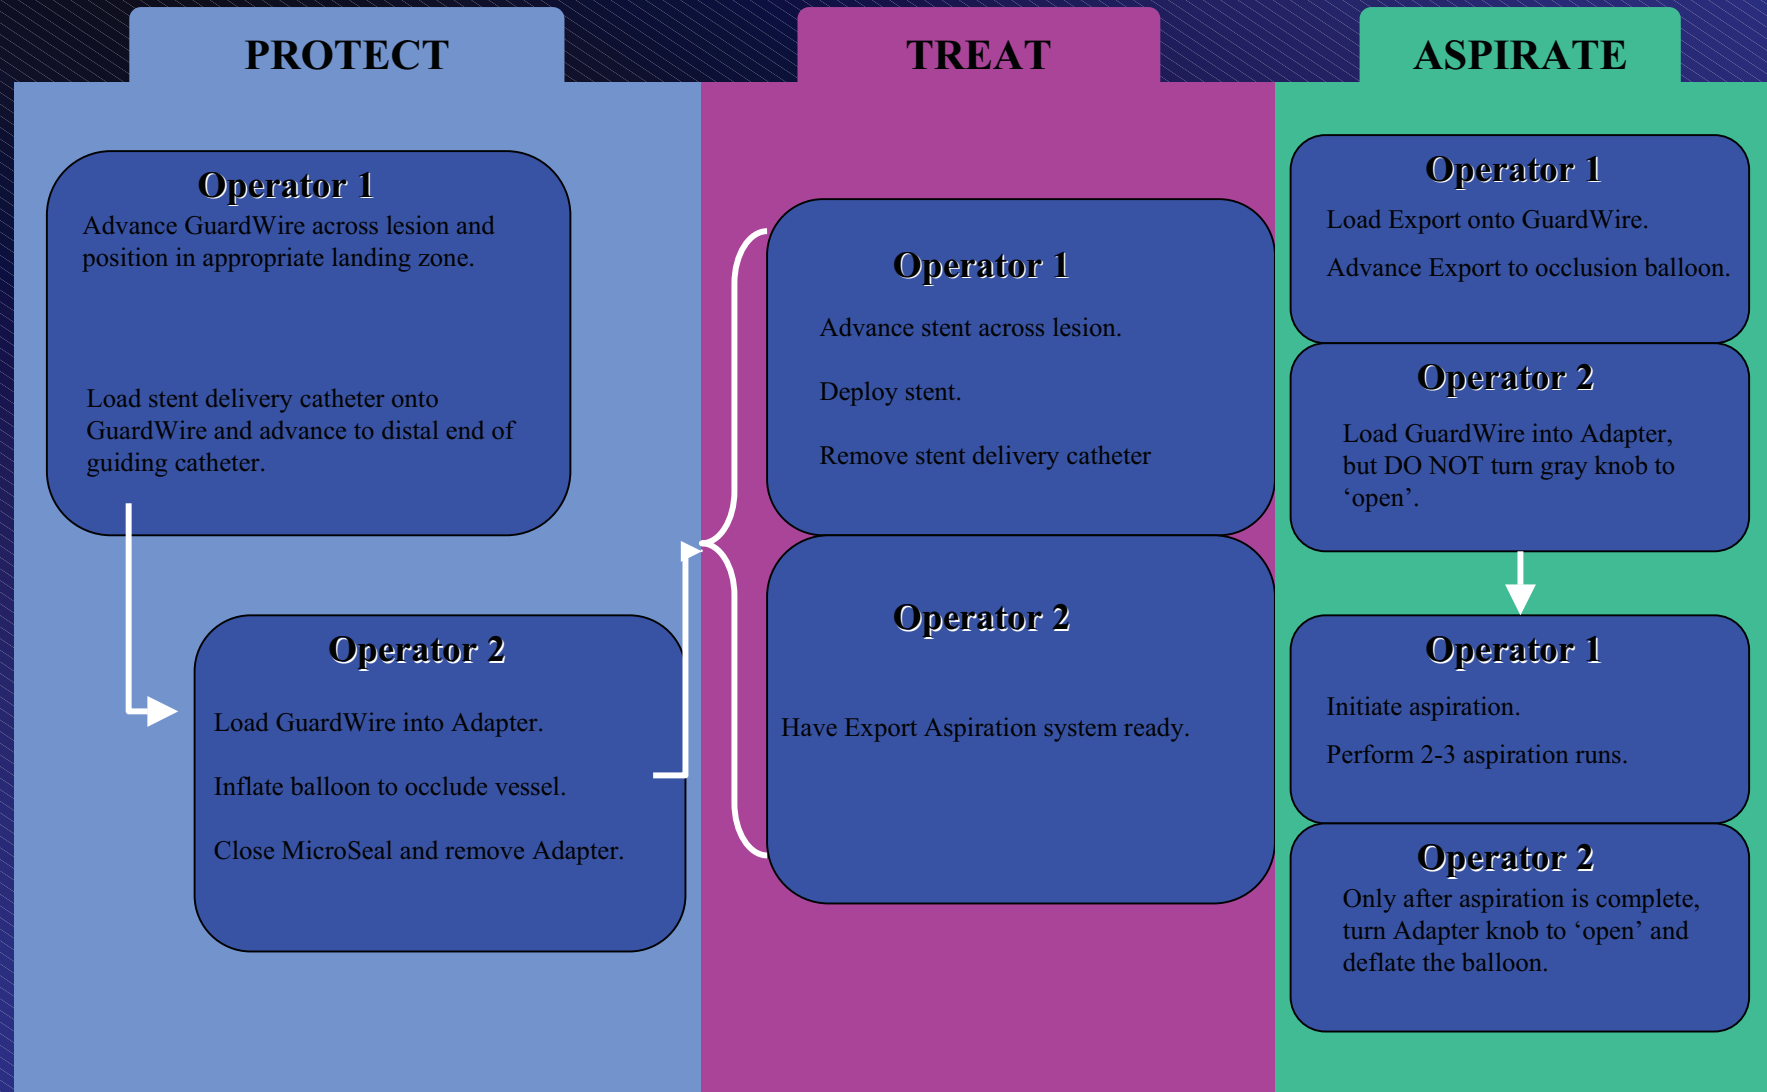 PROTECT
Operator 1
Advance GuardWire across lesion and
position in appropriate landing zone.
Load stent delivery catheter onto
GuardWire and advance to distal end of
guiding catheter.
Operator 2
Load GuardWire into Adapter.
Inflate balloon to occlude vessel.
Close MicroSeal and remove Adapter.
TREAT
Operator 1
Advance stent across lesion.
Deploy stent.
Remove stent delivery catheter
Operator 2
Have Export Aspiration system ready.
ASPIRATE
Operator 1
Load Export onto GuardWire.
Advance Export to occlusion balloon.
Operator 2
Load GuardWire into Adapter,
but DO NOT turn gray knob to
‘open’.
Operator 1
Initiate aspiration.
Perform 2-3 aspiration runs.
Operator 2
Only after aspiration is complete,
turn Adapter knob to ‘open’ and
deflate the balloon.